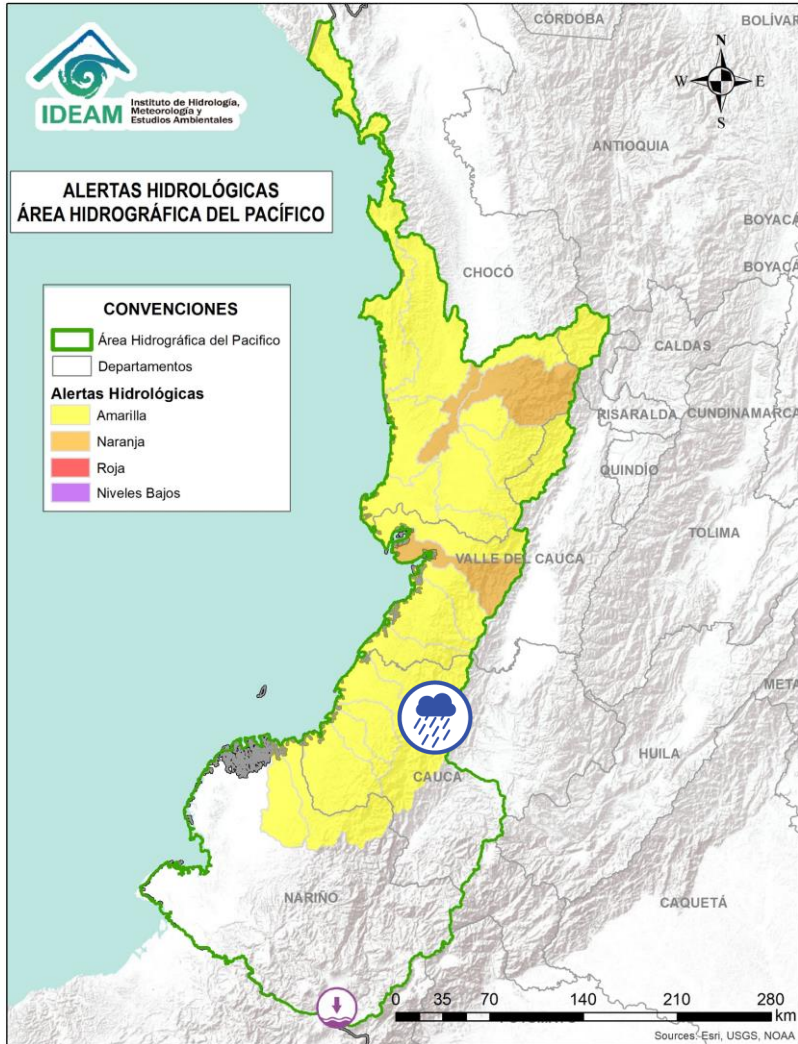 CÓRDOBA
BOLÍVAR
N
W
E
S
IDEAM
Instituto de Hidrología,
Meteorología y
Estudios Ambientales
ANTIOQUIA
ALERTAS HIDROLÓGICAS
ÁREA HIDROGRÁFICA DEL PACÍFICO
BOYACÁ
BOYACÁ
CHOCÓ
CONVENCIONES
Área Hidrográfica del Pacífico
Departamentos
Alertas Hidrológicas
Amarilla
Naranja
Roja
Niveles Bajos
CALDAS
RISARALDA
CUNDINAMARCA
QUINDÍO
TOLIMA
VALLE DEL CAUCA
META
HUILA
CAUCA
NARIÑO
CAQUETÁ
0 35 70 140 210 280
km
Sources: Esri, USGS, NOAA